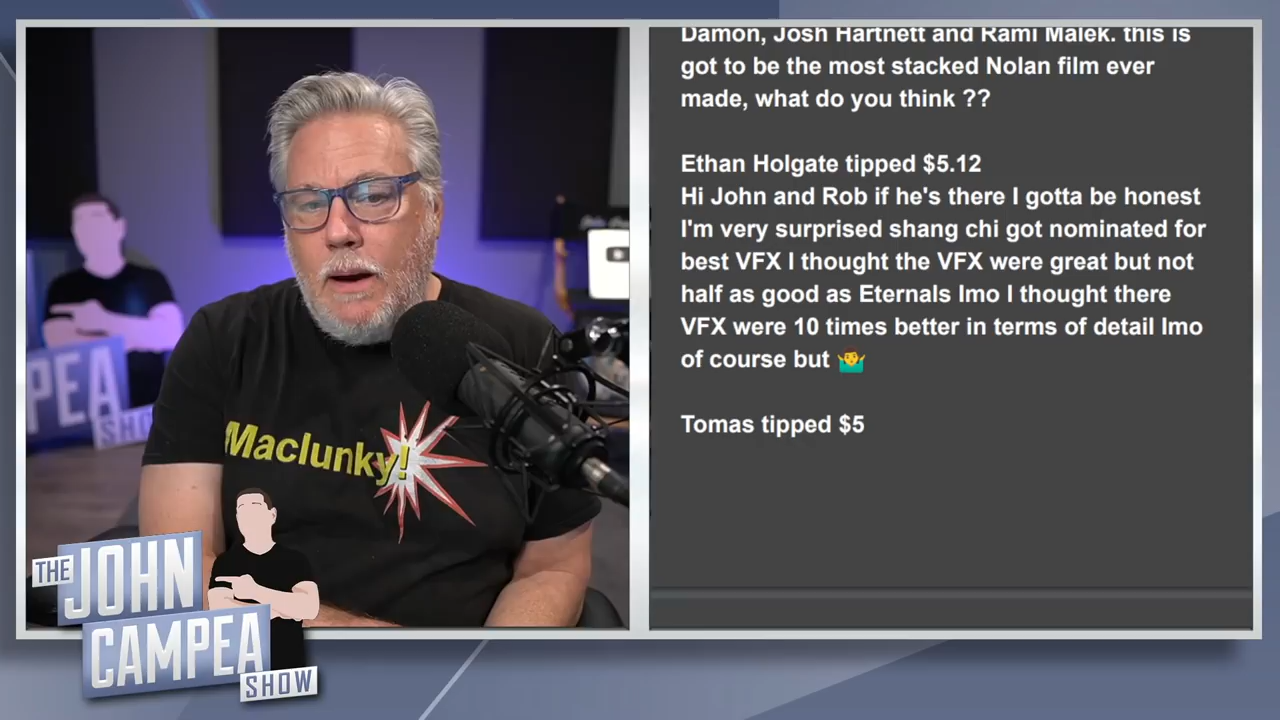 Damon, Josh Hartnett and Rami Malek. this is
got to be the most stacked Nolan film ever
made, what do you think ??
Ethan Holgate tipped $5.12
Hi John and Rob if he's there I gotta be honest
I'm very surprised shang chi got nominated for
best VFX I thought the VFX were great but not
half as good as Eternals Imo I thought there
VFX were 10 times better in terms of detail Imo
of course but 🤷‍♂️
Tomas tipped $5
Maclunky!
PEA
SHO
THE
JOHN
CAMPEA
SHOW